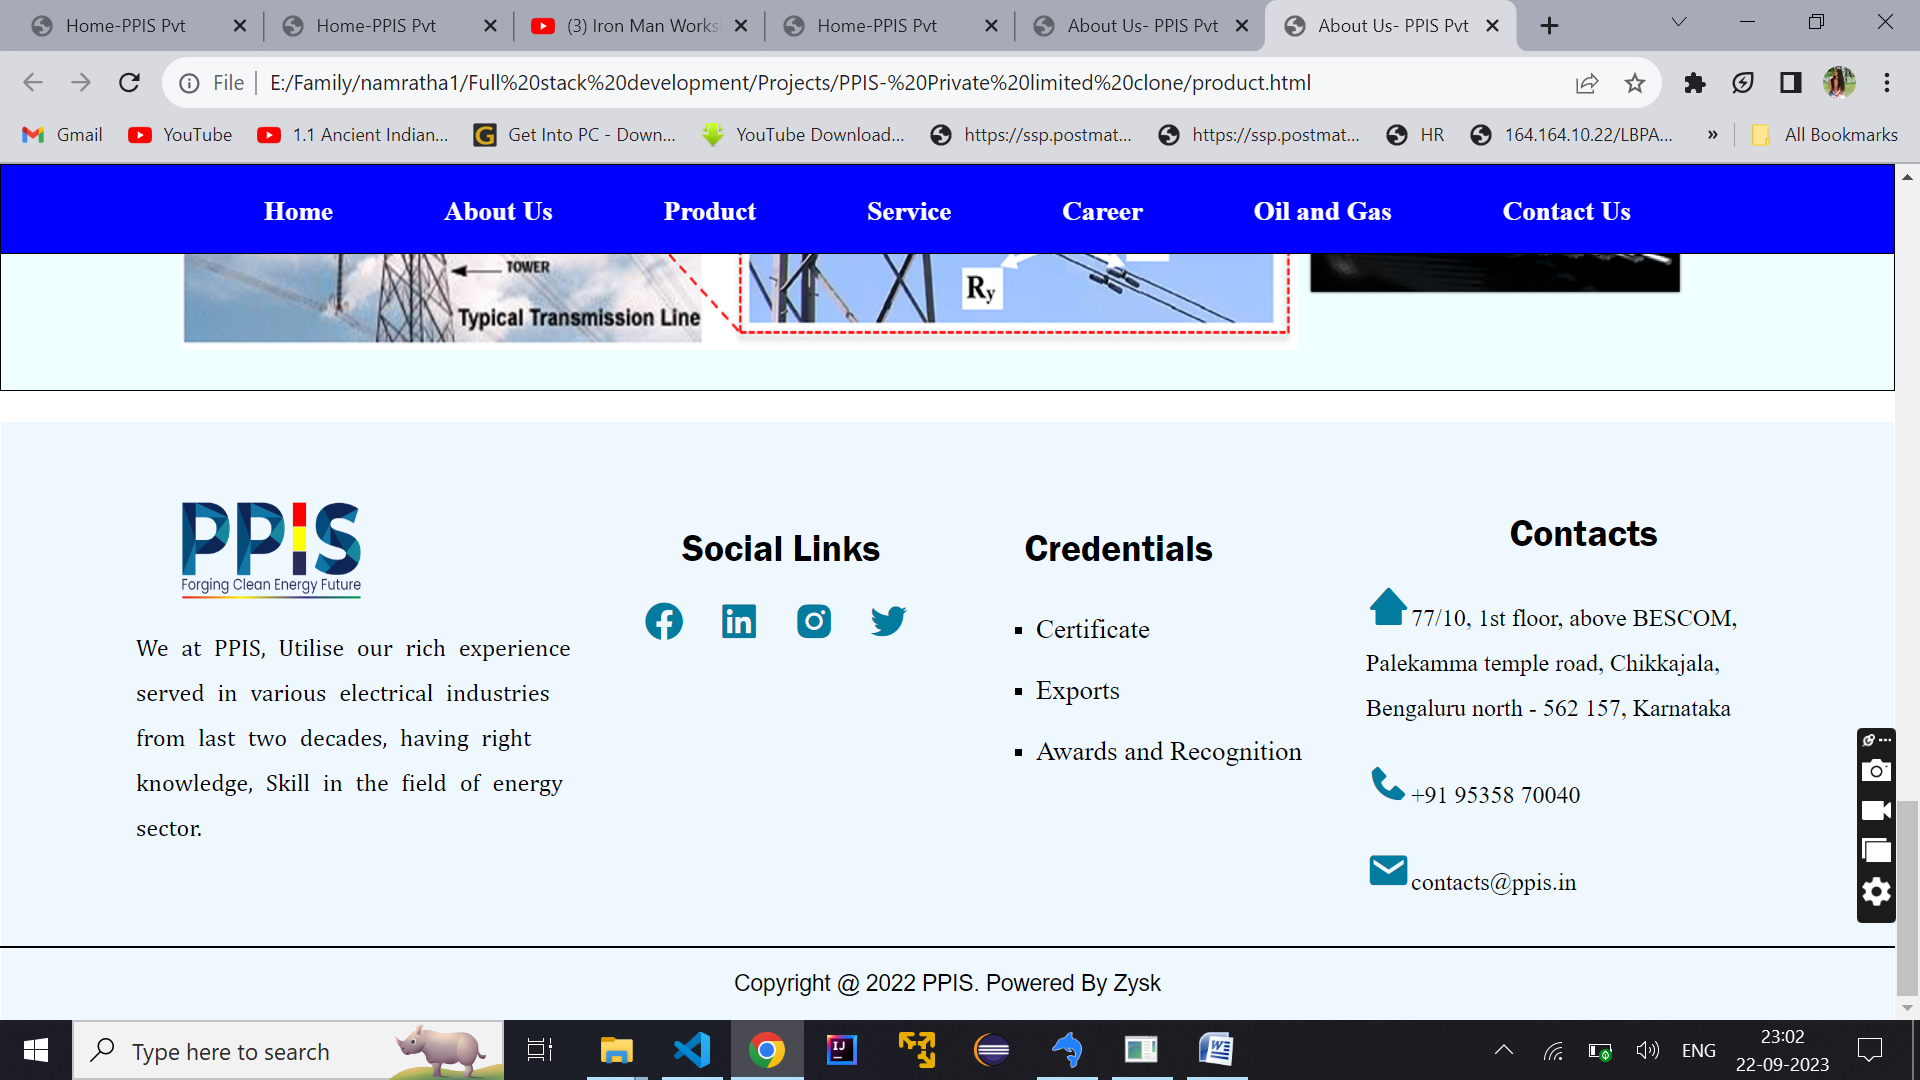 Home-PPIS Pvt
Home-PPIS Pvt
(3) Iron Man Works
Home-PPIS Pvt
About Us- PPIS Pvt
About Us- PPIS Pvt
File
E:/Family/namratha1/Full%20stack%20development/Projects/PPIS-%20Private%20limited%20clone/product.html
Gmail
YouTube
1.1 Ancient Indian...
Get Into PC - Down...
YouTube Download...
https://ssp.postmat...
https://ssp.postmat...
HR
164.164.10.22/LBPA...
»
All Bookmarks
Home
About Us
Product
Service
Career
Oil and Gas
Contact Us
TOWER
Typical Transmission Line
Ry
PPIS
Forging Clean Energy Future
We at PPIS, Utilise our rich experience
served in various electrical industries
from last two decades, having right
knowledge, Skill in the field of energy
sector.
Social Links
Credentials
Certificate
Exports
Awards and Recognition
Contacts
77/10, 1st floor, above BESCOM,
Palekamma temple road, Chikkajala,
Bengaluru north - 562 157, Karnataka
+91 95358 70040
contacts@ppis.in
Copyright @ 2022 PPIS. Powered By Zysk
Type here to search
ENG
23:02
22-09-2023